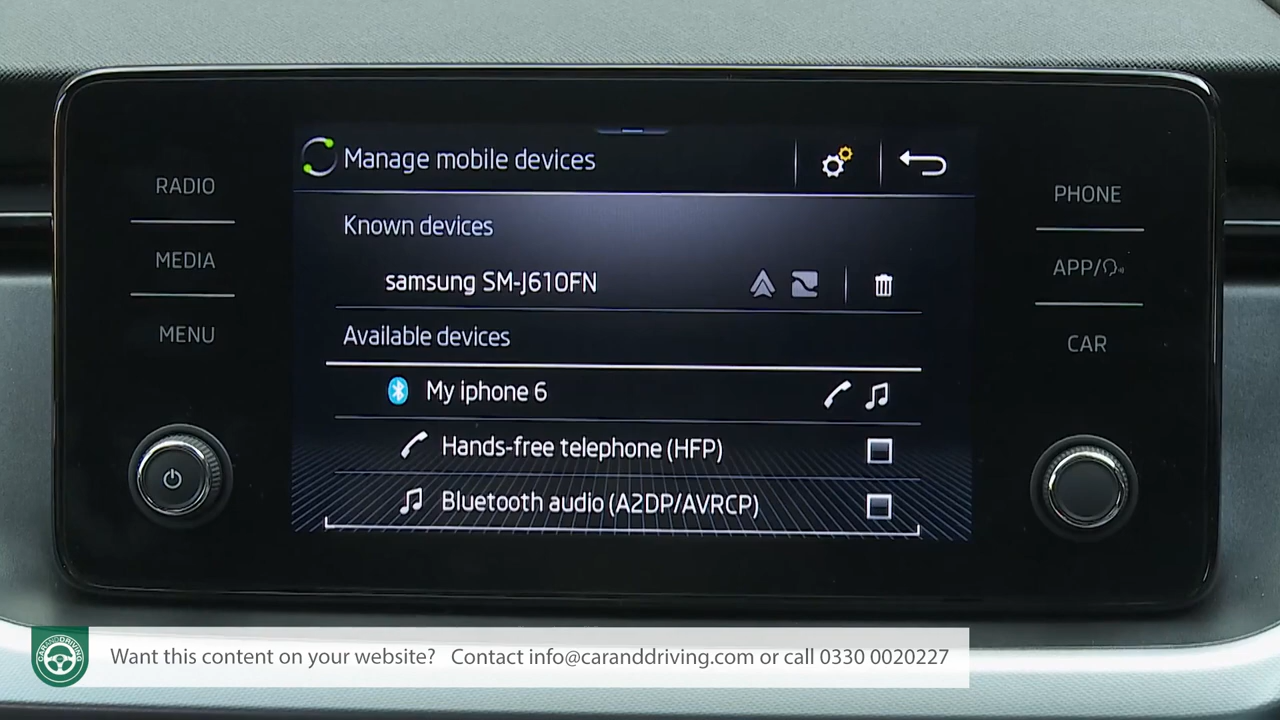 Manage mobile devices
RADIO
PHONE
Known devices
MEDIA
APP/
samsung SM-J610FN
MENU
Available devices
CAR
My iphone 6
Hands-free telephone (HFP)
Bluetooth audio (A2DP/AVRCP)
CARANDDRIVING
Want this content on your website? Contact info@caranddriving.com or call 0330 0020227